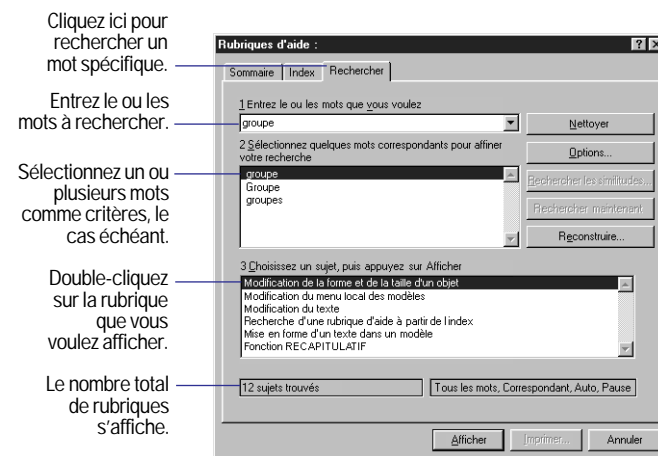 Cliquez ici pour
rechercher un
mot spécifique.
Entrez le ou les
mots à rechercher.
Sélectionnez un ou
plusieurs mots
comme critères, le
cas échéant.
Double-cliquez
sur la rubrique
que vous
voulez afficher.
Le nombre total
de rubriques
s'affiche.
Rubriques d'aide :
Sommaire Index Rechercher
1 Entrez le ou les mots que vous voulez
groupe
Nettoyer
2 Sélectionnez quelques mots correspondants pour affiner
votre recherche
Options...
groupe
Groupe
groupes
Rechercher les similitudes...
Rechercher maintenant
Reconstruire...
3 Choisissez un sujet, puis appuyez sur Afficher
Modification de la forme et de la taille d'un objet
Modification du menu local des modèles
Modification du texte
Recherche d'une rubrique d'aide à partir de l'index
Mise en forme d'un texte dans un modèle
Fonction RECAPITULATIF
12 sujets trouvés
Tous les mots, Correspondant, Auto, Pause
Afficher Imprimer... Annuler